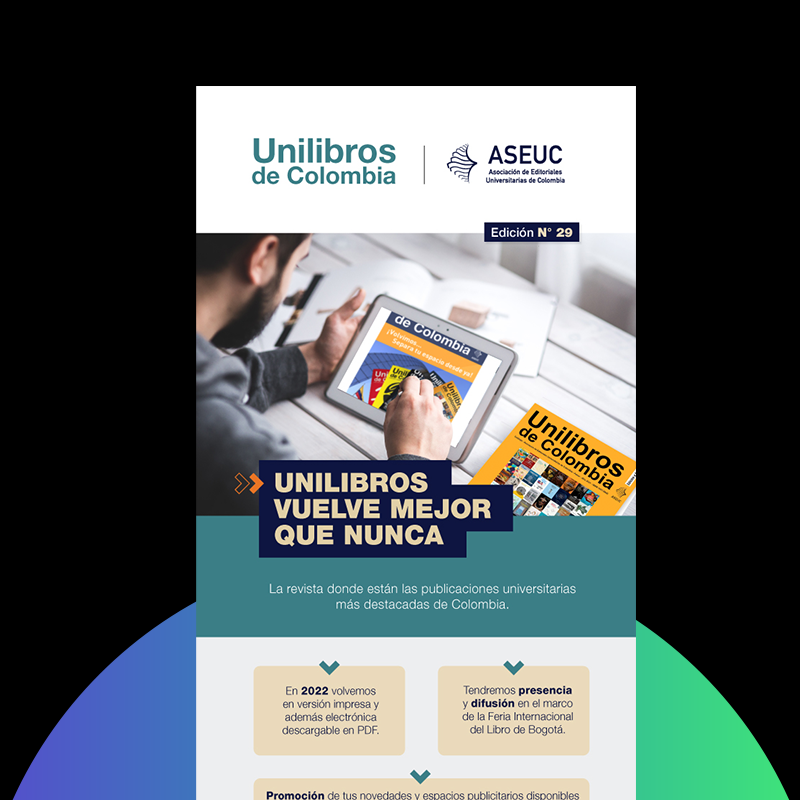 Unilibros
de Colombia
ASEUC
Asociación de Editoriales
Universitarias de Colombia
Edición N° 29
de Colombia
¡Volvimos...
Separa tu espacio desde ya!
Unilibros
de Colombia
UNILIBROS
VUELVE MEJOR
QUE NUNCA
La revista donde están las publicaciones universitarias
más destacadas de Colombia.
En 2022 volvemos
en versión impresa y
además electrónica
descargable en PDF.
Tendremos presencia
y difusión en el marco
de la Feria Internacional
del Libro de Bogotá.
Promoción de tus novedades y espacios publicitarios disponibles